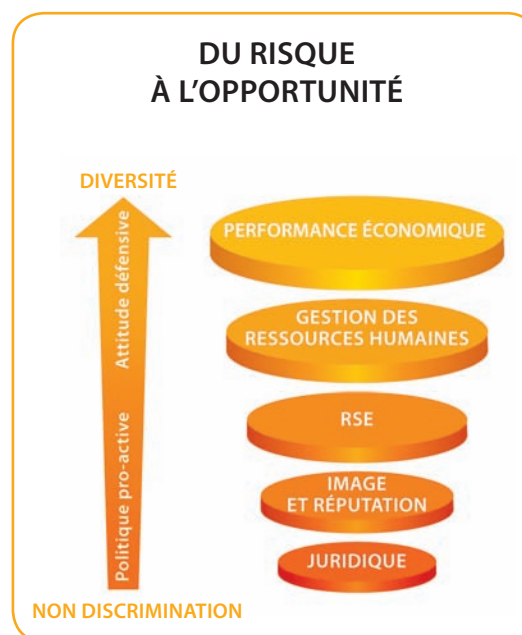 DU RISQUE
À L'OPPORTUNITÉ
DIVERSITÉ
Attitude défensive
Politique pro-active
NON DISCRIMINATION
PERFORMANCE ÉCONOMIQUE
GESTION DES
RESSOURCES HUMAINES
RSE
IMAGE
ET RÉPUTATION
JURIDIQUE